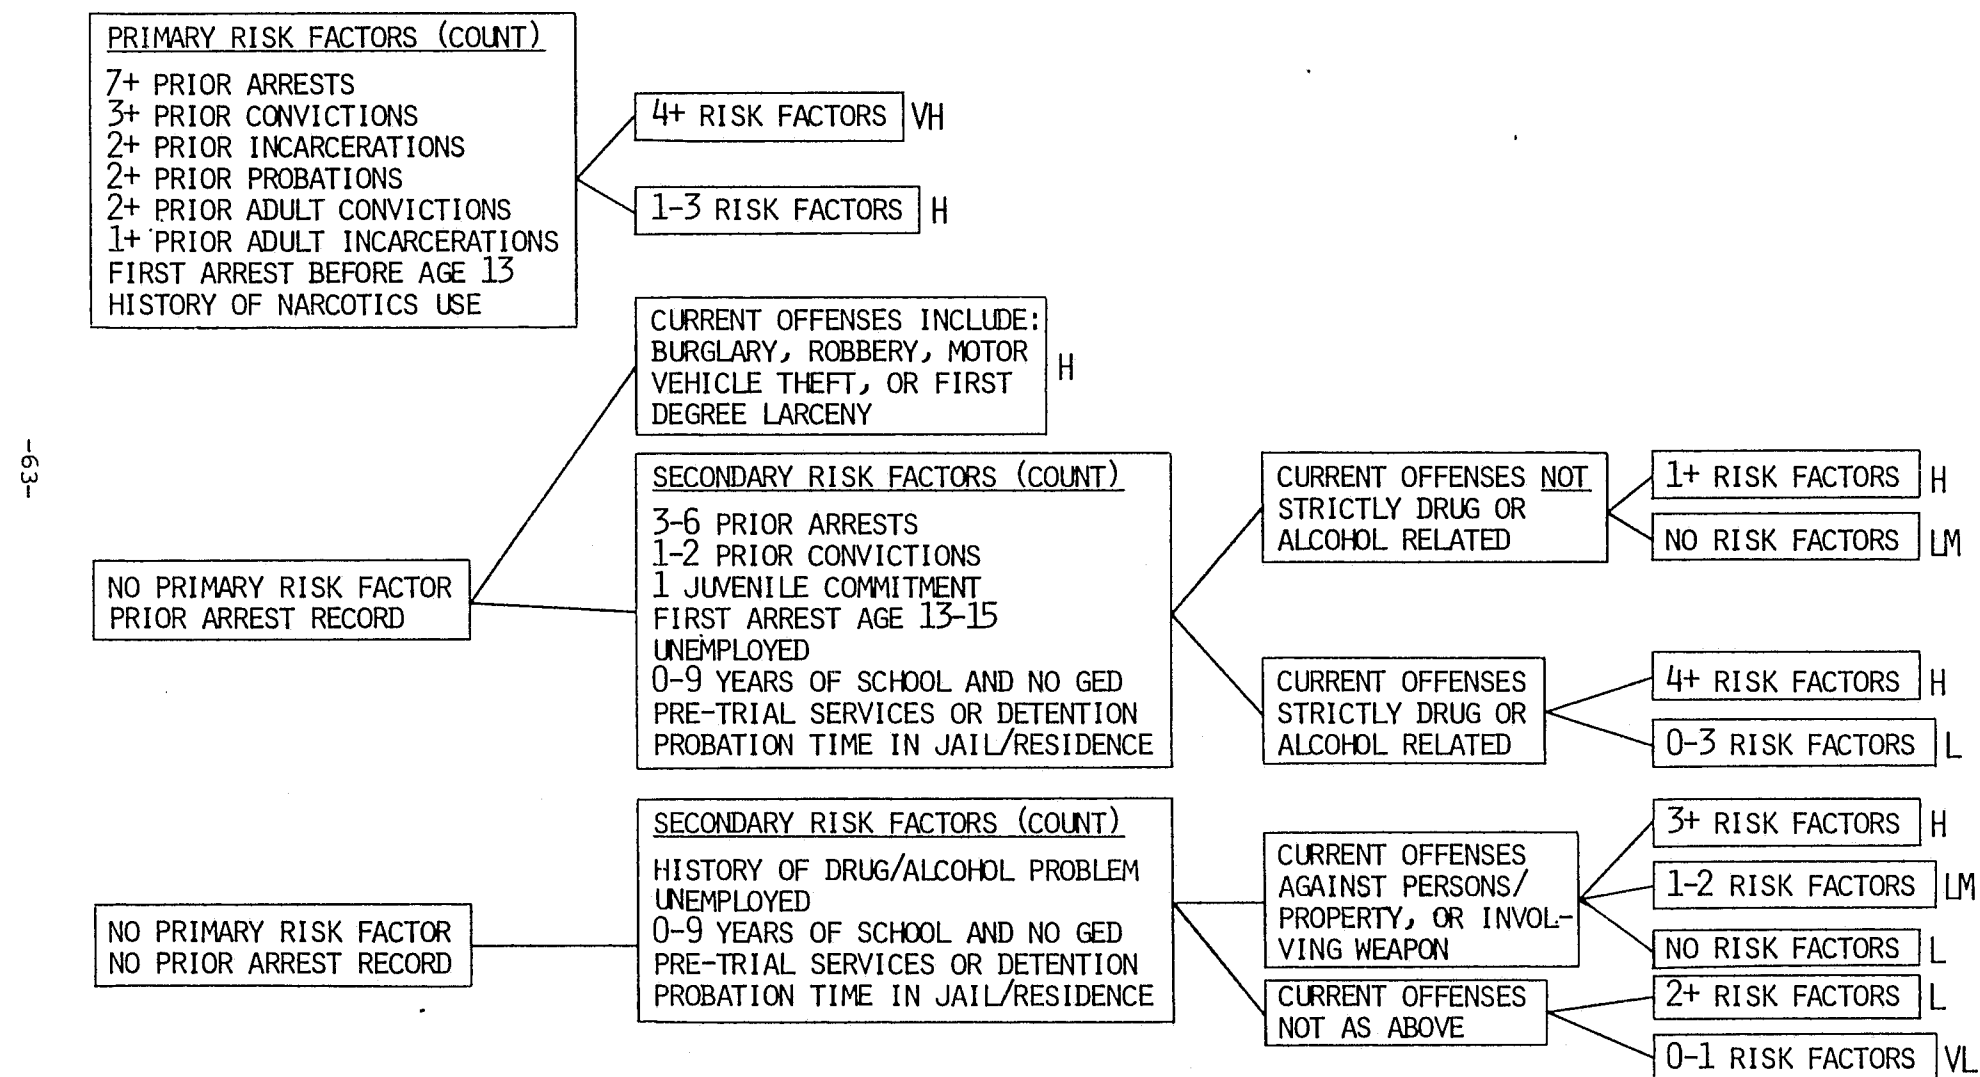 PRIMARY RISK FACTORS (COUNT)
7+ PRIOR ARRESTS
3+ PRIOR CONVICTIONS
2+ PRIOR INCARCERATIONS
2+ PRIOR PROBATIONS
2+ PRIOR ADULT CONVICTIONS
1+ PRIOR ADULT INCARCERATIONS
FIRST ARREST BEFORE AGE 13
HISTORY OF NARCOTICS USE
4+ RISK FACTORS VH
1-3 RISK FACTORS H
NO PRIMARY RISK FACTOR
PRIOR ARREST RECORD
CURRENT OFFENSES INCLUDE:
BURGLARY, ROBBERY, MOTOR
VEHICLE THEFT, OR FIRST
DEGREE LARCENY
H
SECONDARY RISK FACTORS (COUNT)
3-6 PRIOR ARRESTS
1-2 PRIOR CONVICTIONS
1 JUVENILE COMMITMENT
FIRST ARREST AGE 13-15
UNEMPLOYED
0-9 YEARS OF SCHOOL AND NO GED
PRE-TRIAL SERVICES OR DETENTION
PROBATION TIME IN JAIL/RESIDENCE
CURRENT OFFENSES NOT
STRICTLY DRUG OR
ALCOHOL RELATED
1+ RISK FACTORS H
NO RISK FACTORS LM
CURRENT OFFENSES
STRICTLY DRUG OR
ALCOHOL RELATED
4+ RISK FACTORS H
0-3 RISK FACTORS L
NO PRIMARY RISK FACTOR
NO PRIOR ARREST RECORD
SECONDARY RISK FACTORS (COUNT)
HISTORY OF DRUG/ALCOHOL PROBLEM
UNEMPLOYED
0-9 YEARS OF SCHOOL AND NO GED
PRE-TRIAL SERVICES OR DETENTION
PROBATION TIME IN JAIL/RESIDENCE
CURRENT OFFENSES
AGAINST PERSONS/
PROPERTY, OR INVOL-
VING WEAPON
3+ RISK FACTORS H
1-2 RISK FACTORS LM
NO RISK FACTORS L
CURRENT OFFENSES
NOT AS ABOVE
2+ RISK FACTORS L
0-1 RISK FACTORS VL
-63-